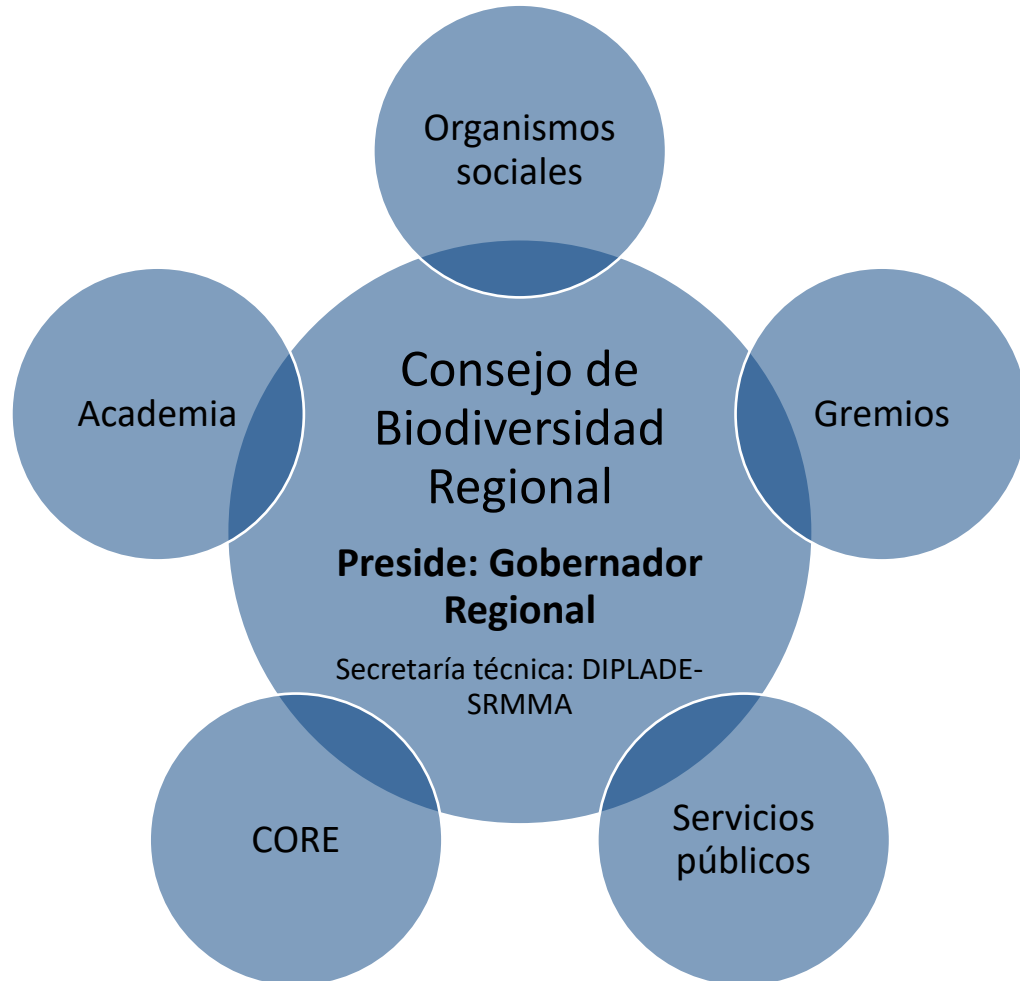 Organismos
sociales
Academia
Consejo de
Biodiversidad
Regional
Preside: Gobernador
Regional
Secretaría técnica: DIPLADE-
SRMMA
Gremios
CORE
Servicios
públicos